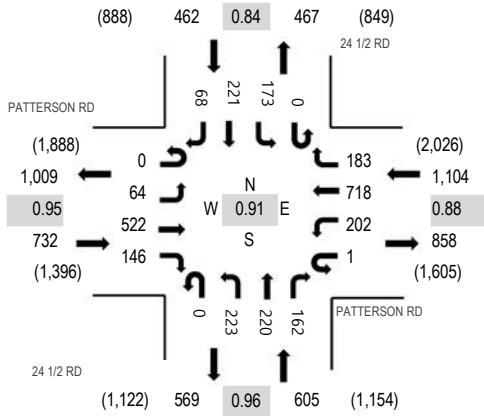 (888) 462 0.84 467 (849)
24 1/2 RD
68 221 173 0
PATTERSON RD
(1,888)
0
183
(2,026)
1,009
64
718
1,104
N
0.95
W 0.91 E
0.88
732
522
202
858
S
(1,396)
146
1
(1,605)
0 223 220 162
PATTERSON RD
24 1/2 RD
(1,122) 569 0.96 605 (1,154)